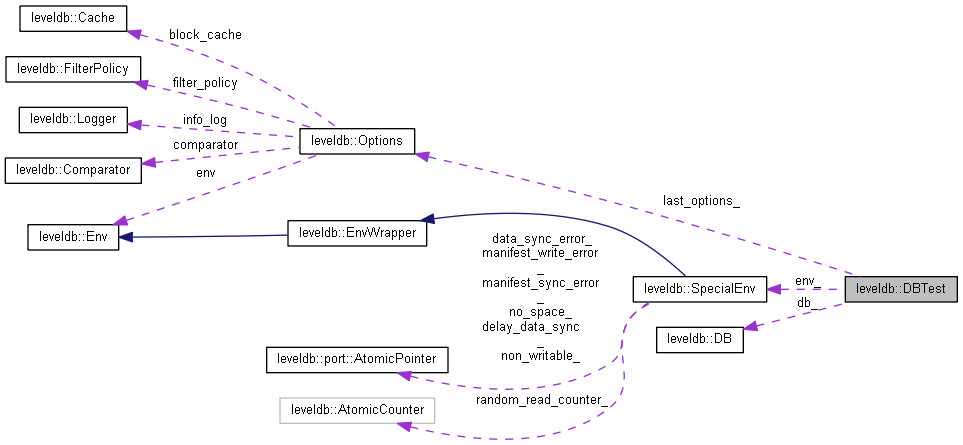 leveldb::Cache
block_cache
leveldb::FilterPolicy
filter_policy
leveldb::Logger
info_log
leveldb::Options
comparator
leveldb::Comparator
env
last_options_
leveldb::Env
leveldb::EnvWrapper
data_sync_error_
manifest_write_error
_
manifest_sync_error
_
no_space_
delay_data_sync
_
non_writable_
leveldb::SpecialEnv
env_
leveldb::DBTest
db_
leveldb::DB
leveldb::port::AtomicPointer
random_read_counter_
leveldb::AtomicCounter